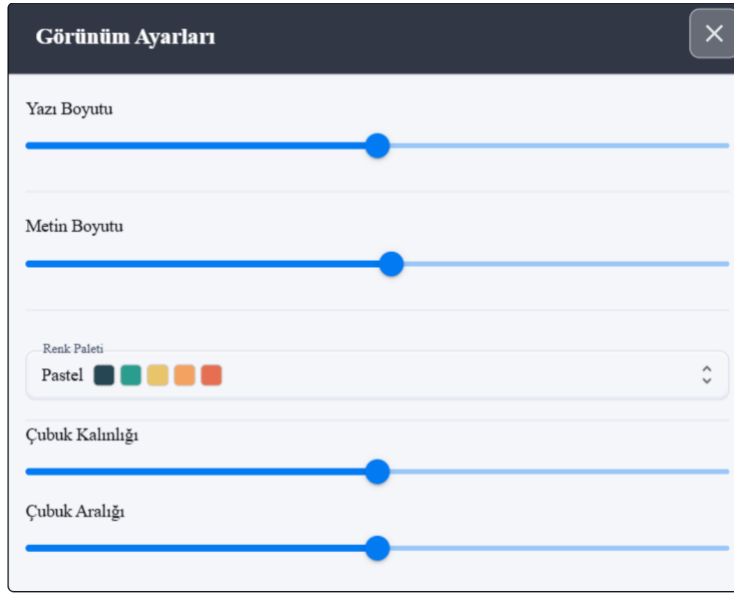 Görünüm Ayarları
Yazı Boyutu
Metin Boyutu
Renk Paleti
Pastel
Çubuk Kalınlığı
Çubuk Aralığı